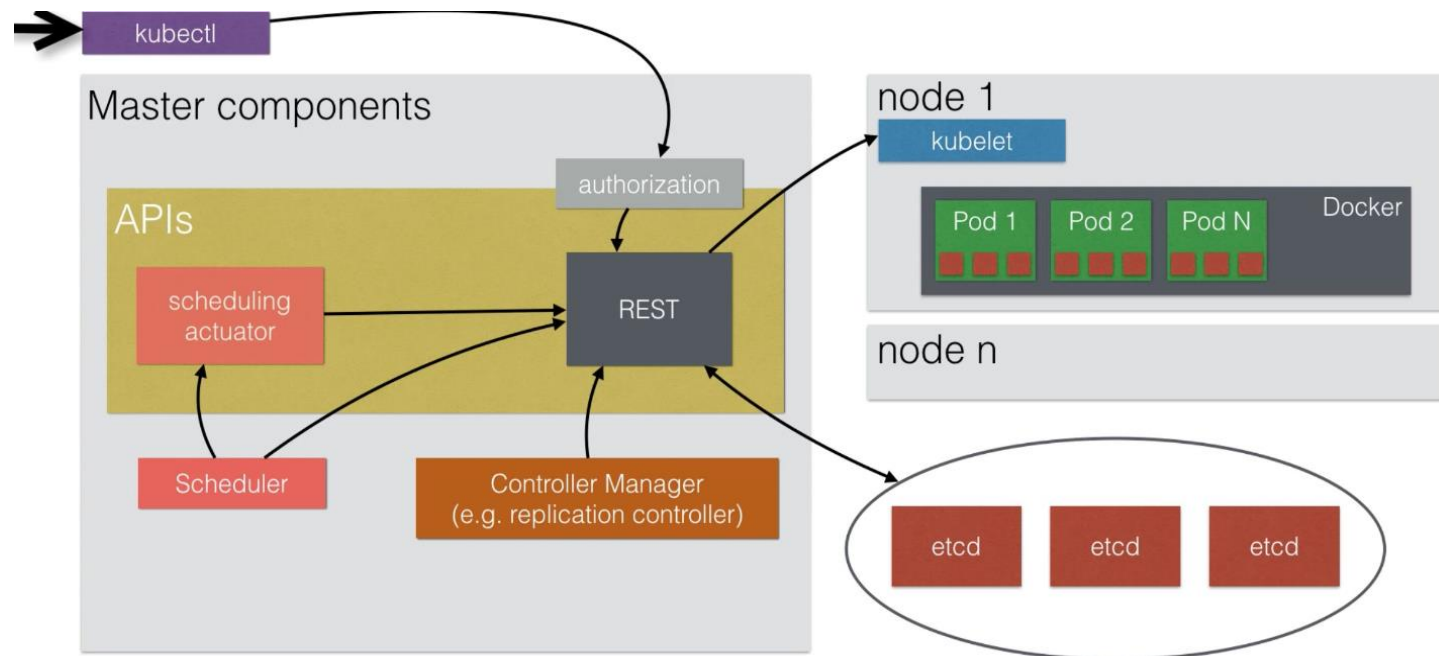 kubectl
Master components
authorization
APIs
scheduling
actuator
REST
Scheduler
Controller Manager
(e.g. replication controller)
node 1
kubelet
Docker
Pod 1
Pod 2
Pod N
node n
etcd
etcd
etcd